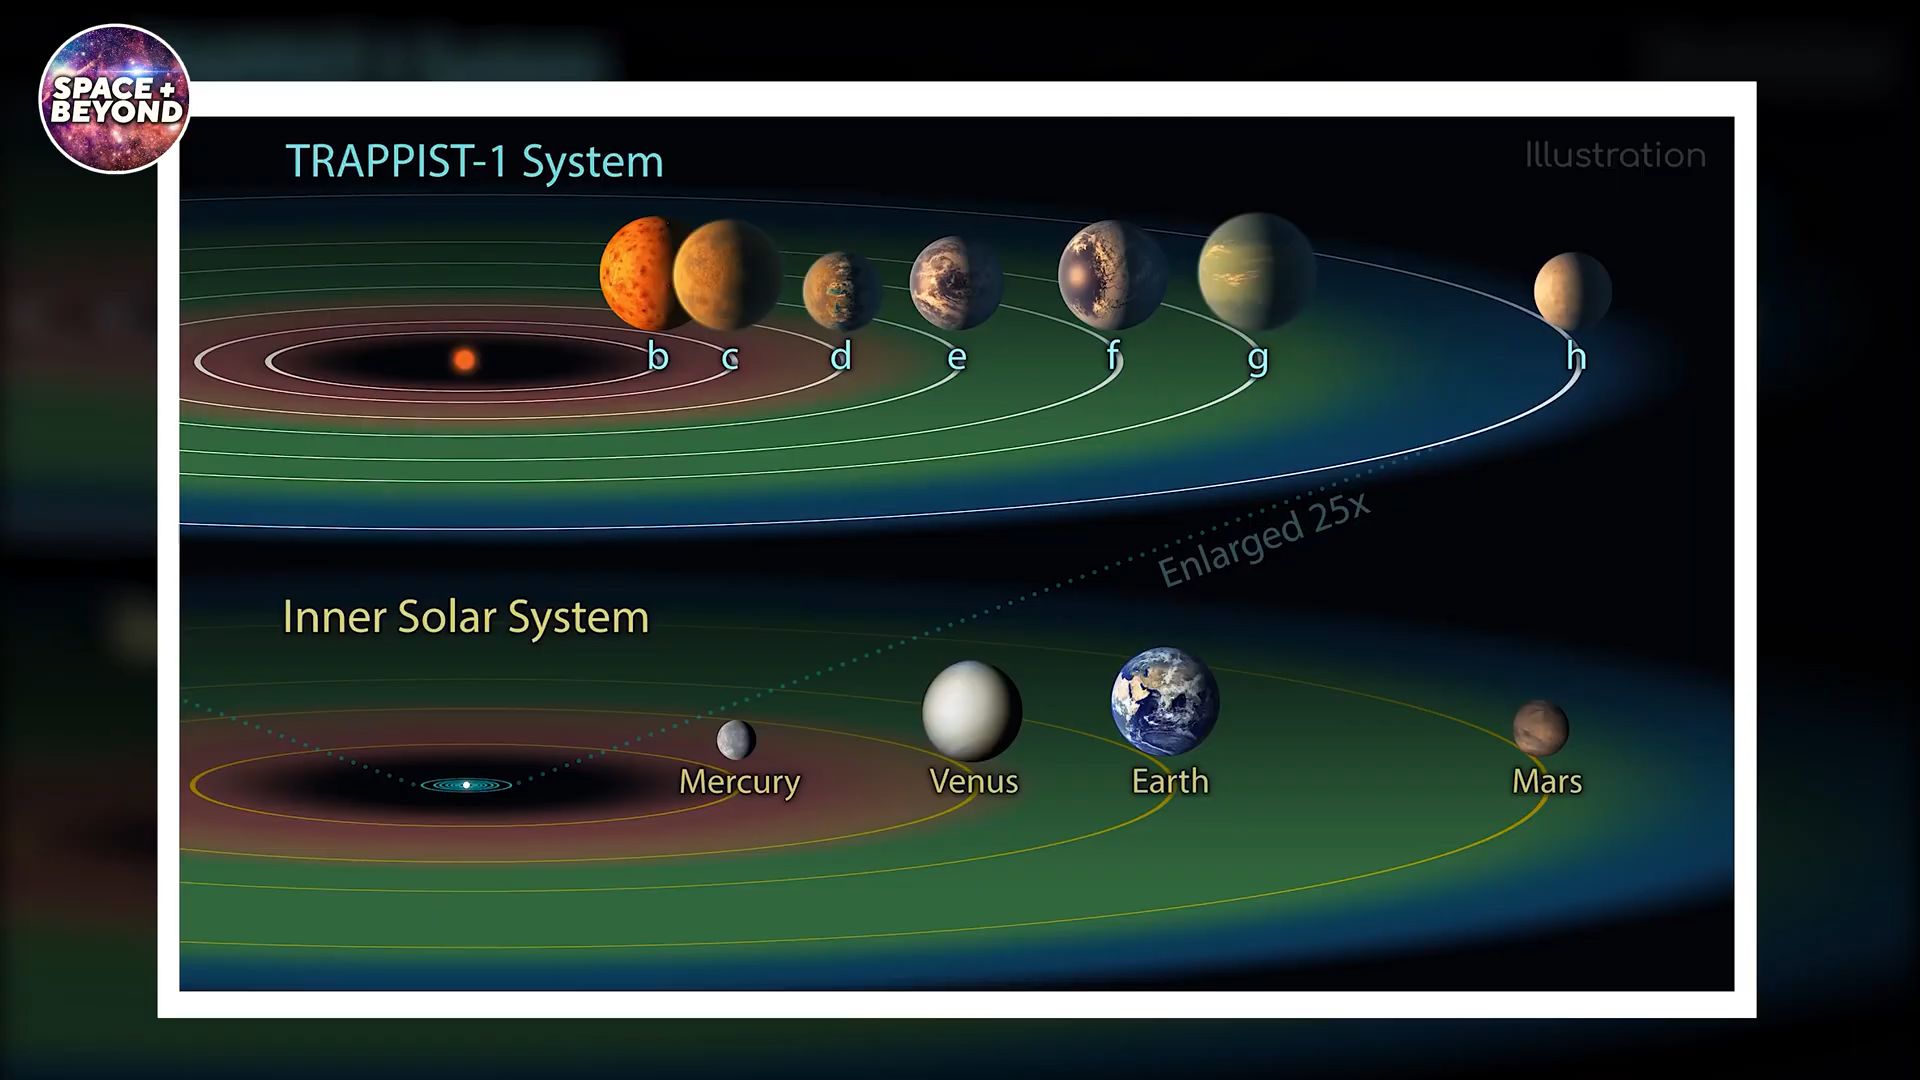 SPACE +
BEYOND
TRAPPIST-1 System
Illustration
b
c
d
e
f
g
h
Enlarged 25x
Inner Solar System
Mercury
Venus
Earth
Mars